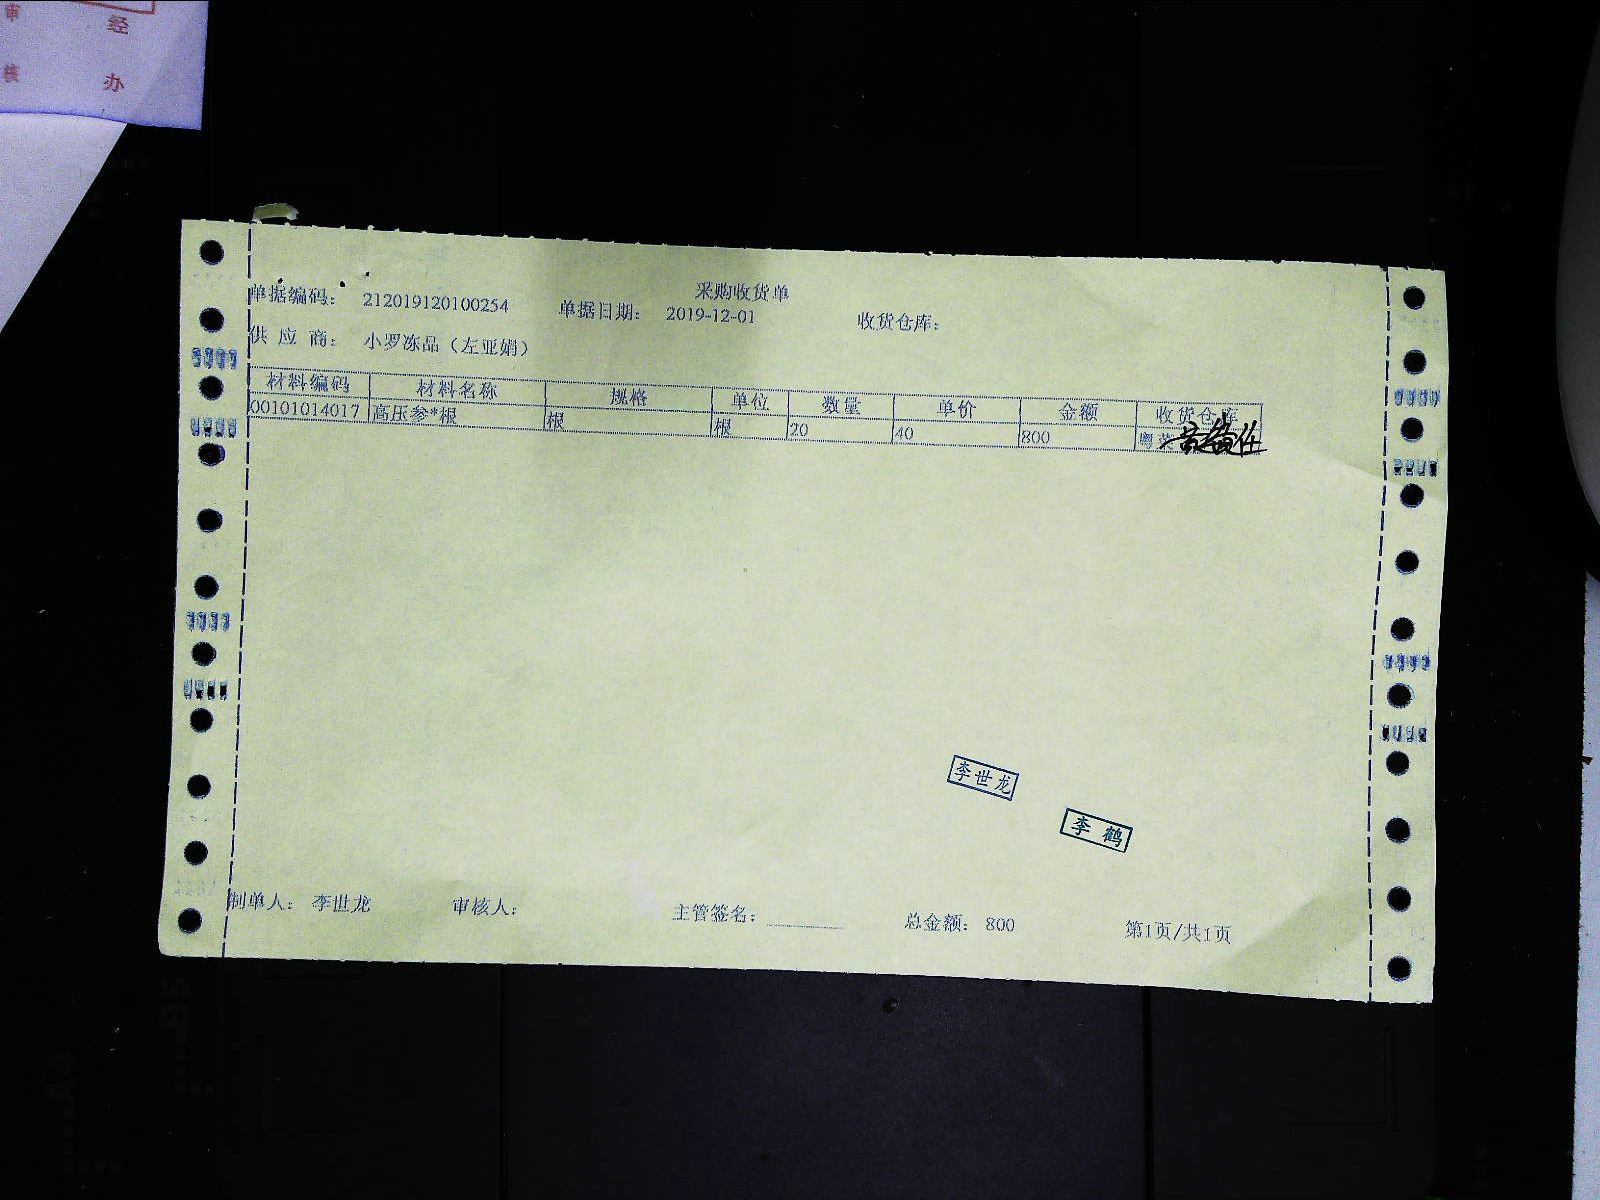 审 经
核 办
采购收货单
单据编码: 212019120100254 单据日期: 2019-12-01 收货仓库:
供 应 商: 小罗冻品（左亚娟）
材料编码 材料名称 规格 单位 数量 单价 金额 收货仓库
00101014017 高压参*根 根 根 20 40 800 粤菜
李世龙
李鹤
制单人: 李世龙 审核人: 主管签名: 总金额: 800 第1页/共1页